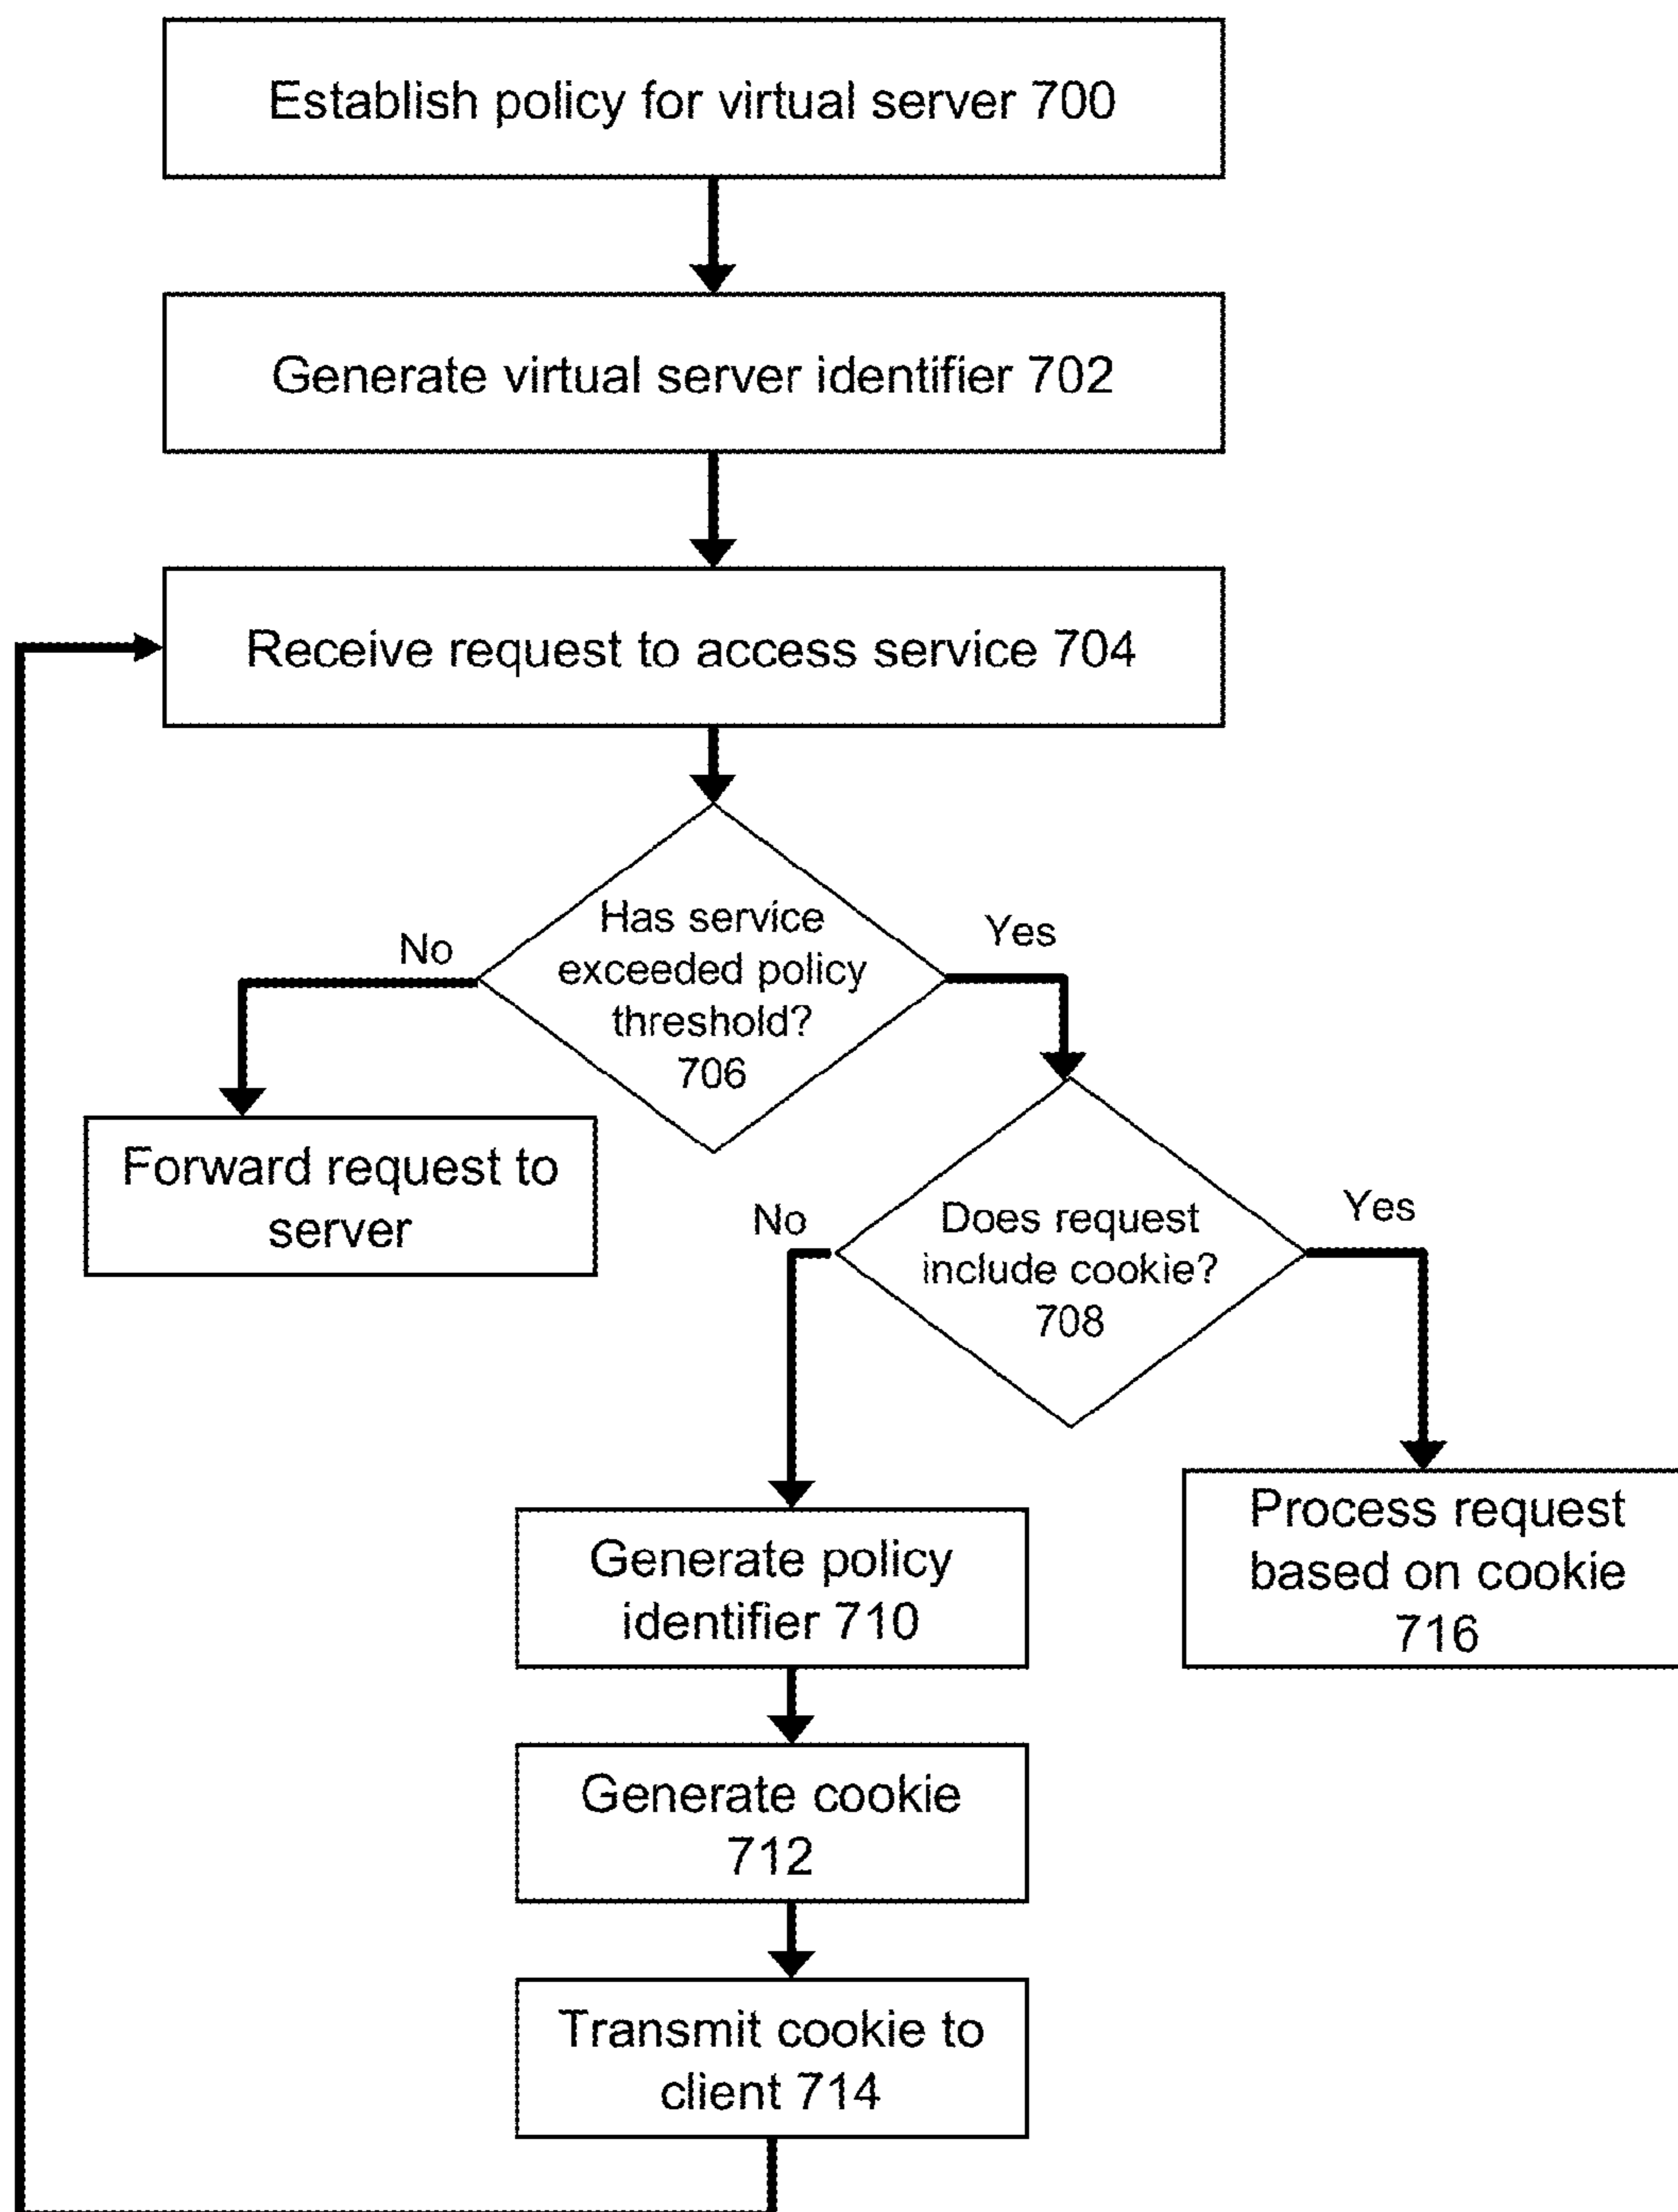 Establish policy for virtual server 700
Generate virtual server identifier 702
Receive request to access service 704
Has service
exceeded policy
threshold?
706
No
Yes
Forward request to
server
Does request
include cookie?
708
No
Yes
Generate policy
identifier 710
Process request
based on cookie
716
Generate cookie
712
Transmit cookie to
client 714